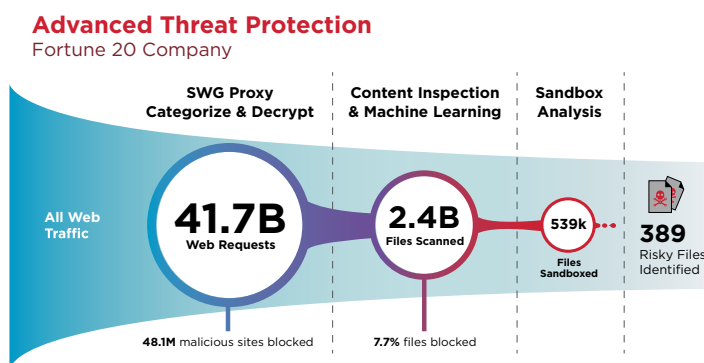 Advanced Threat Protection
Fortune 20 Company
SWG Proxy
Categorize & Decrypt
Content Inspection
& Machine Learning
Sandbox
Analysis
All Web
Traffic
41.7B
Web Requests
2.4B
Files Scanned
539k
Files
Sandboxed
389
Risky Files
Identified
48.1M malicious sites blocked
7.7% files blocked